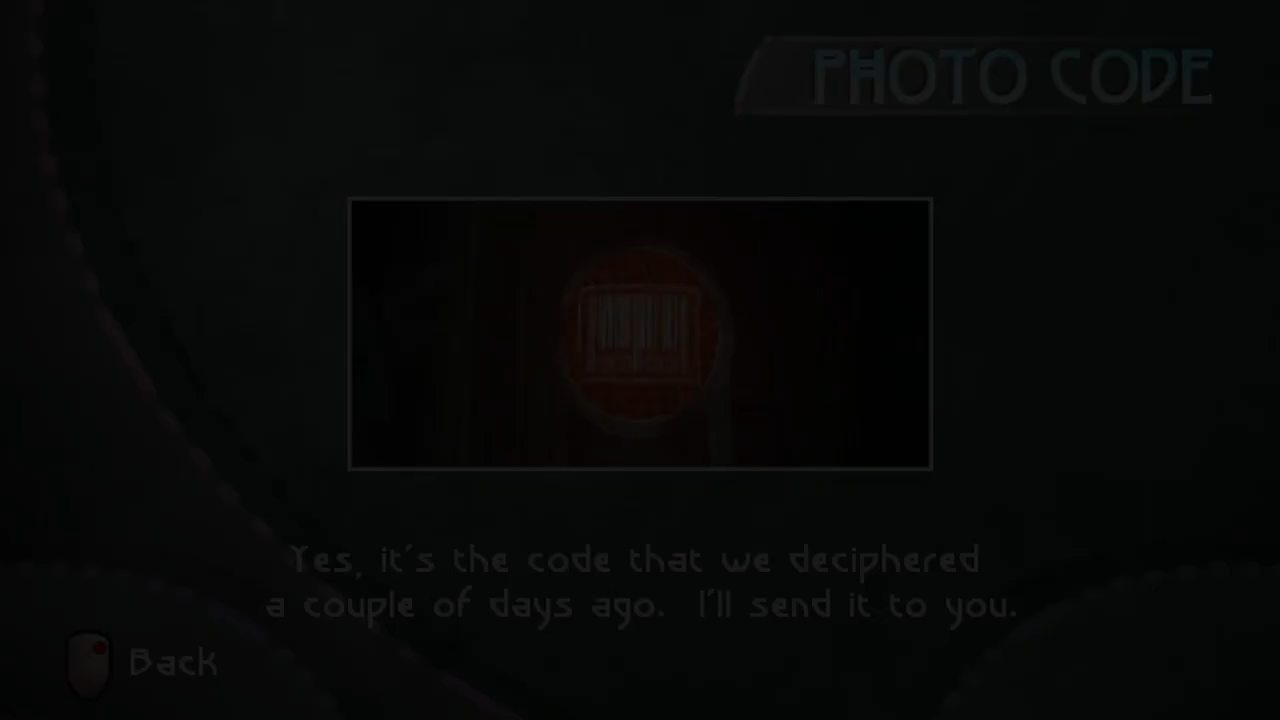 PHOTO CODE
Yes, it's the code that we deciphered
a couple of days ago. I'll send it to you.
Back